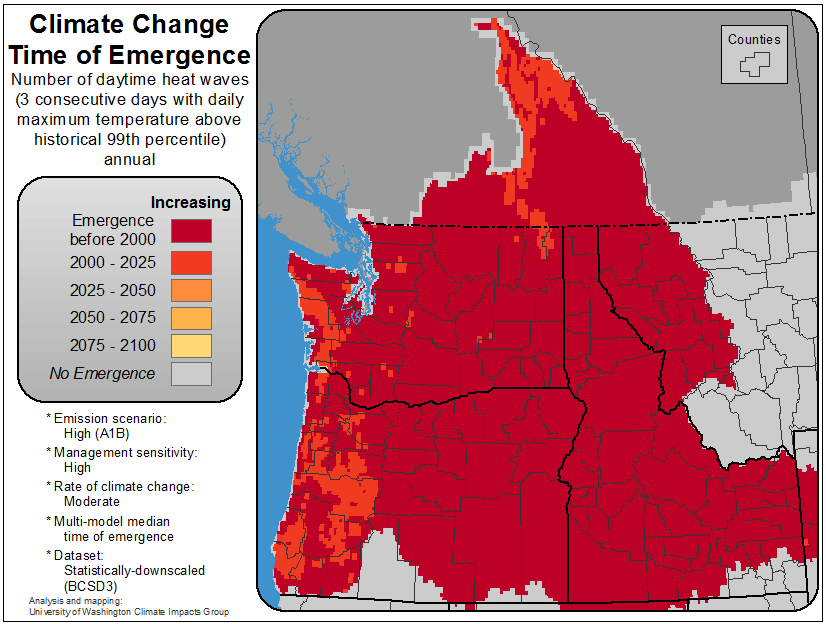 Climate Change
Time of Emergence
Number of daytime heat waves
(3 consecutive days with daily
maximum temperature above
historical 99th percentile)
annual
Increasing
Emergence
before 2000
2000 - 2025
2025 - 2050
2050 - 2075
2075 - 2100
No Emergence
* Emission scenario:
High (A1B)
* Management sensitivity:
High
* Rate of climate change:
Moderate
* Multi-model median
time of emergence
* Dataset:
Statistically-downscaled
(BCSD3)
Analysis and mapping:
University of Washington Climate Impacts Group
Counties